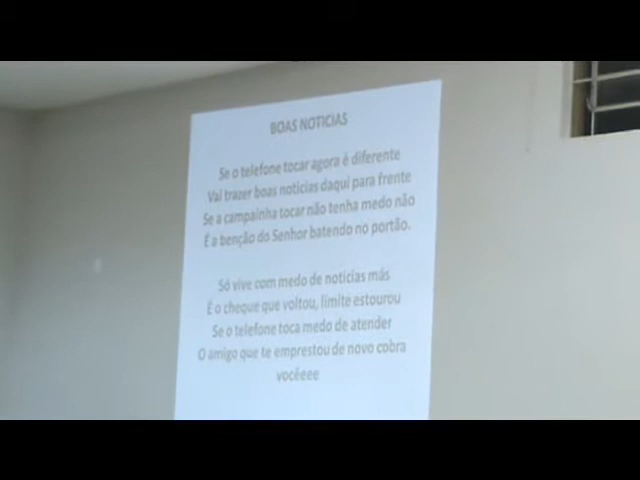 BOAS NOTICIAS
Se o telefone tocar agora é diferente
Vai trazer boas noticias daqui para frente
Se a campainha tocar não tenha medo não
É a benção do Senhor batendo no portão.
Só vive com medo de noticias más
É o cheque que voltou, limite estourou
Se o telefone toca medo de atender
O amigo que te emprestou de novo cobra
vocêeee